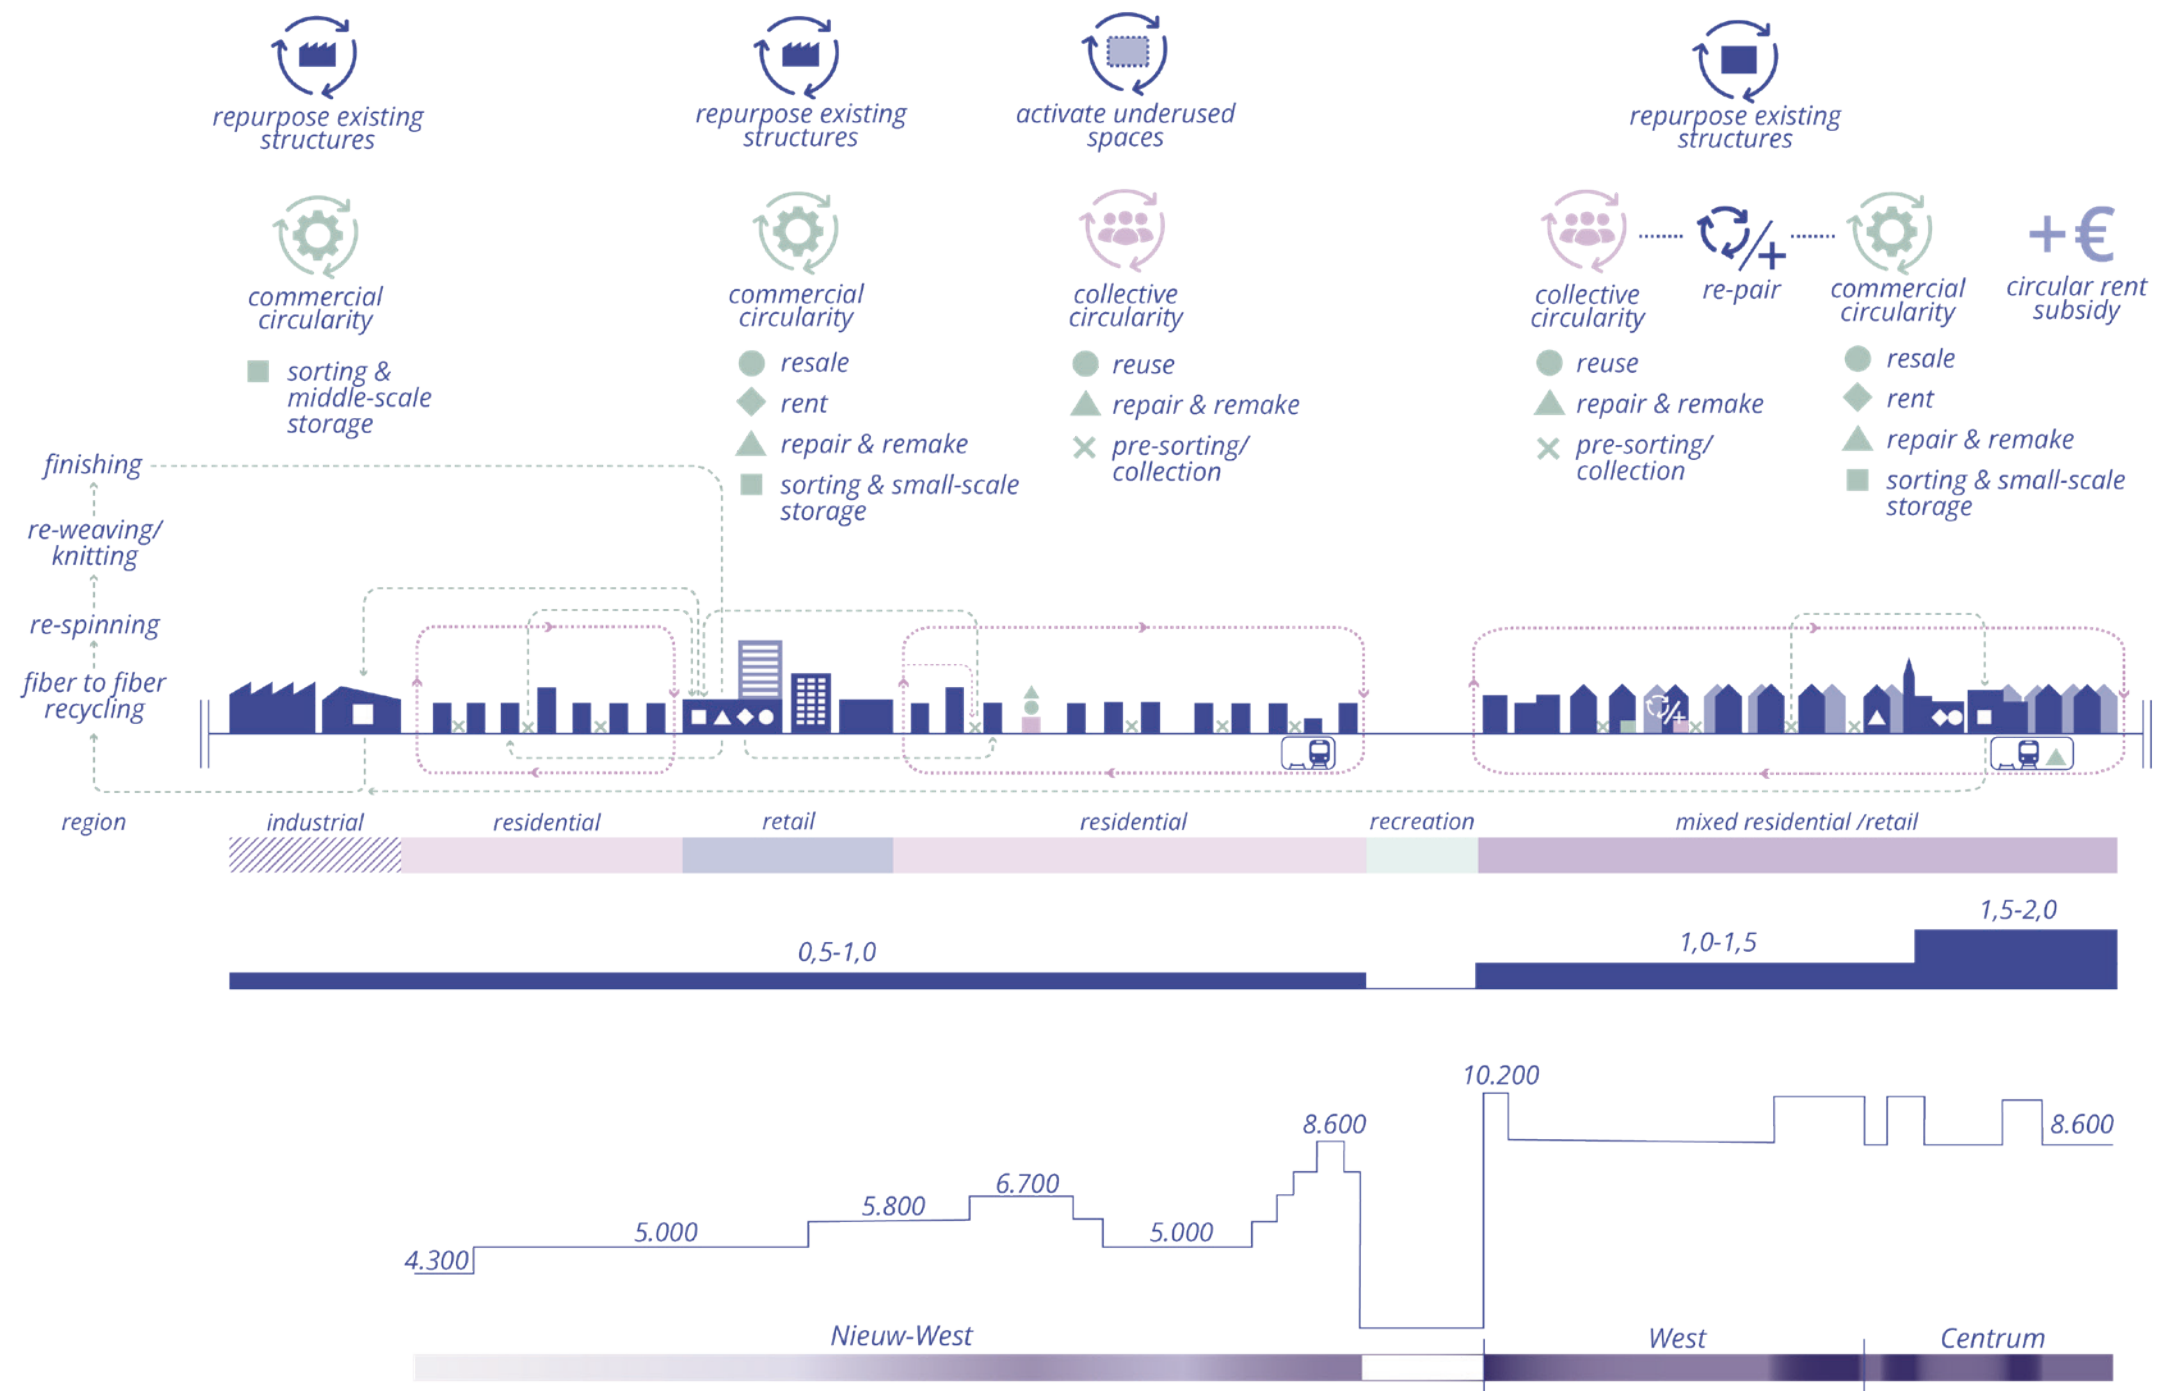 repurpose existing
structures
repurpose existing
structures
activate underused
spaces
repurpose existing
structures
commercial
circularity
sorting &
middle-scale
storage
commercial
circularity
resale
rent
repair & remake
sorting & small-scale
storage
collective
circularity
reuse
repair & remake
pre-sorting/
collection
collective
circularity
reuse
repair & remake
pre-sorting/
collection
re-pair
commercial
circularity
resale
rent
repair & remake
sorting & small-scale
storage
+€
circular rent
subsidy
finishing
re-weaving/
knitting
re-spinning
fiber to fiber
recycling
region
industrial
residential
retail
residential
recreation
mixed residential /retail
0,5-1,0
1,0-1,5
1,5-2,0
4.300
5.000
5.800
6.700
5.000
8.600
10.200
8.600
Nieuw-West
West
Centrum